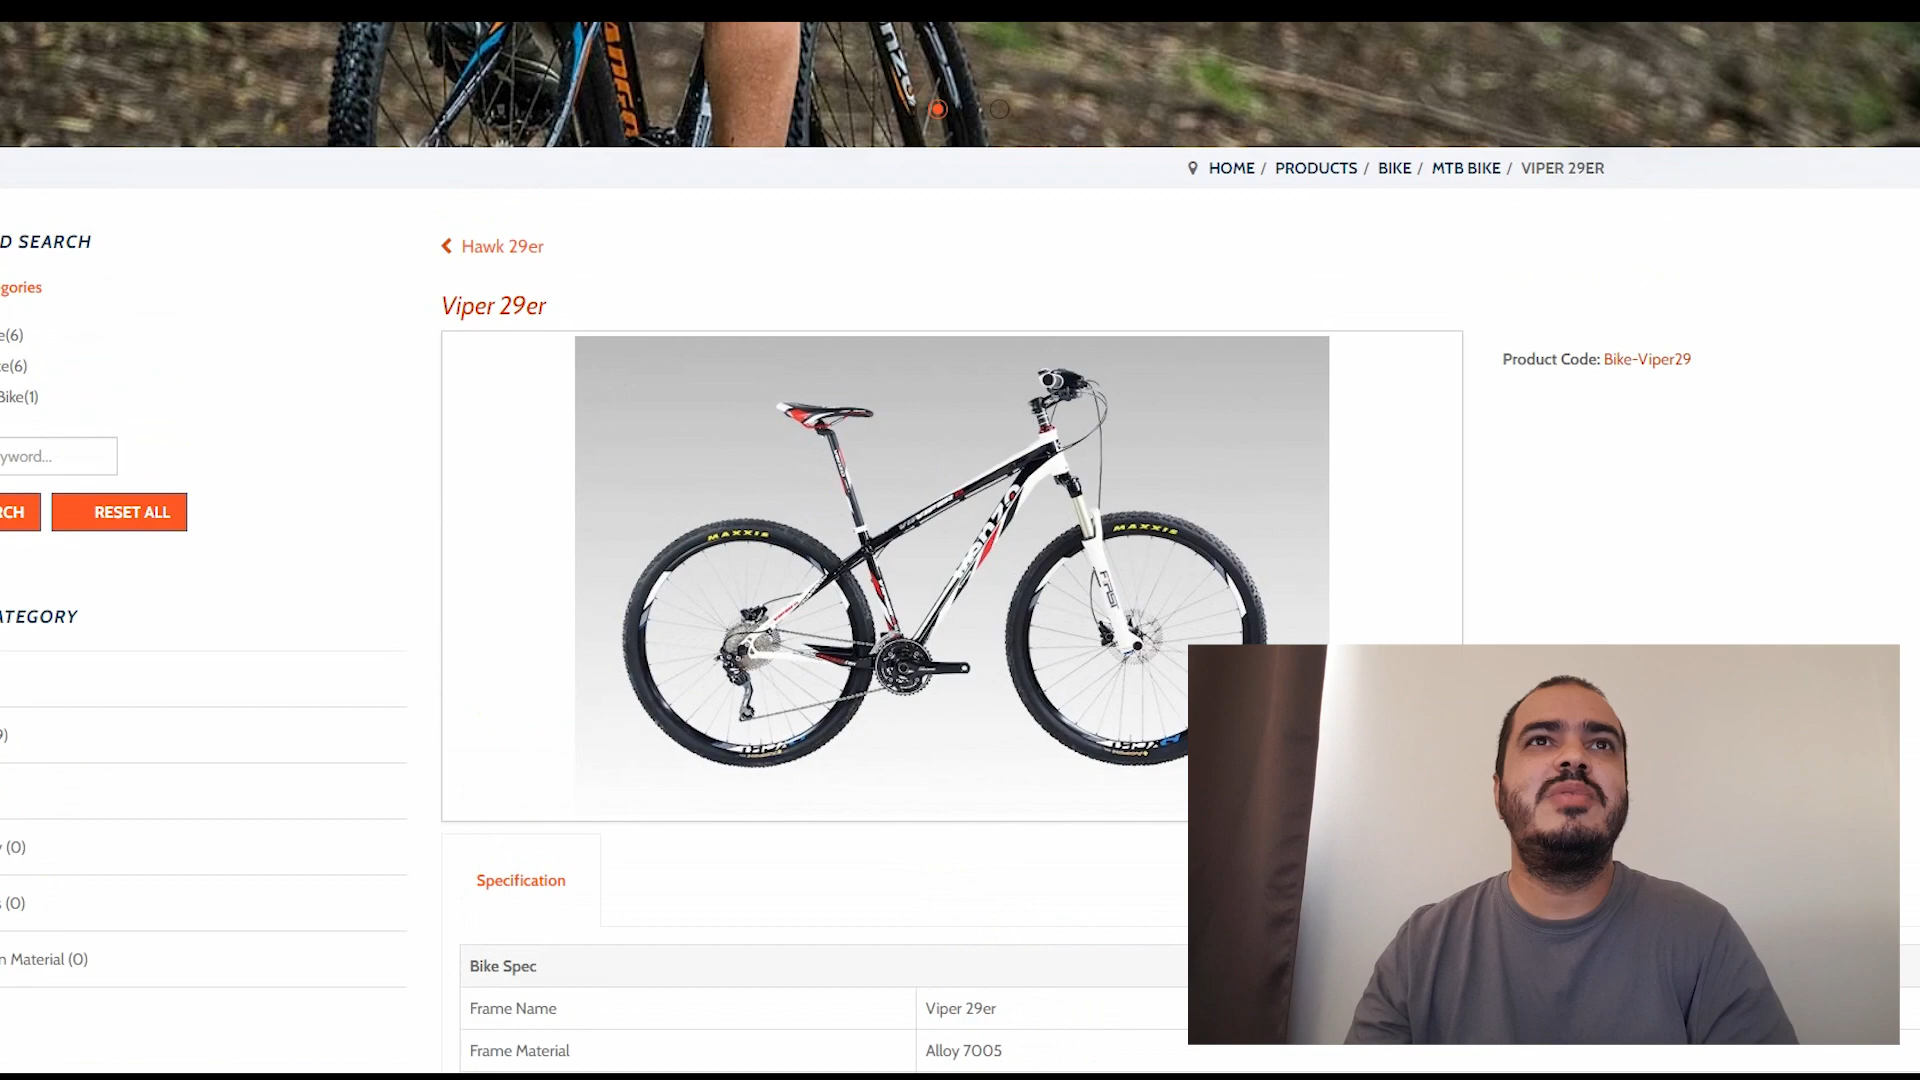 HOME / PRODUCTS / BIKE / MTB BIKE / VIPER 29ER
D SEARCH
Hawk 29er
gories
Viper 29er
e(6)
Product Code: Bike-Viper29
ce(6)
Bike(1)
yword...
RCH
RESET ALL
MAXXIS
MAXXIS
ATEGORY
9)
y (0)
Specification
s (0)
n Material (0)
Bike Spec
Frame Name
Viper 29er
Frame Material
Alloy 7005